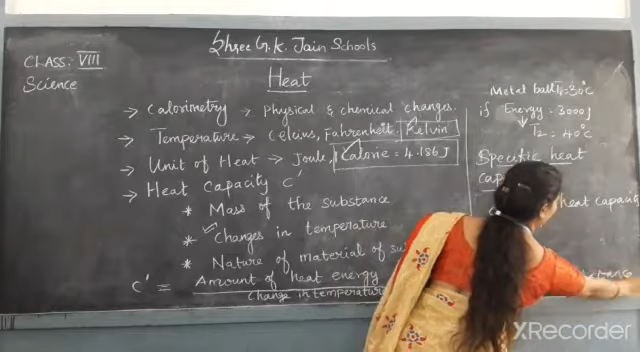 Shree G.K. Jain Schools
CLASS: VIII
Science
Heat
→ Calorimetry → Physical & chemical changes.
→ Temperature → Celcius, Fahrenheit, Kelvin
→ Unit of Heat → Joule, Calorie = 4.186J
→ Heat Capacity C'
* Mass of the substance
* Changes in temperature
* Nature of material of
C' = Amount of heat energy
Change in temperature
Metal ball T₁=30°C
if Energy = 3000J
T₂ = 40°C
Specific heat
heat capacity
XRecorder